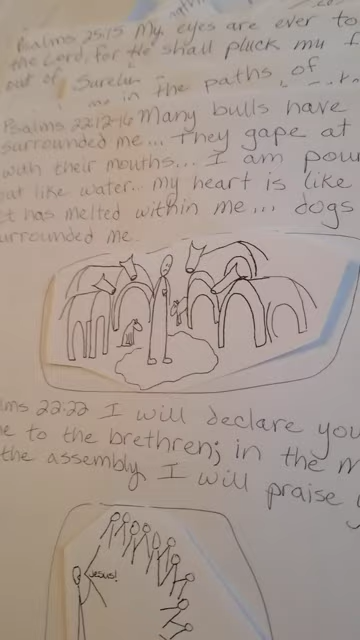 Psalms 25:15 My eyes are ever to
the Lord, for He shall pluck my f
out of Surely
me in the paths of
Psalms 22:12-16 Many bulls have
surrounded me... They gape at
with their mouths... I am pour
out like water.. my heart is like
it has melted within me... dogs
surrounded me.
lms 22:22 I will declare you
e to the brethren; in the m
the assembly I will praise y
Jesus!